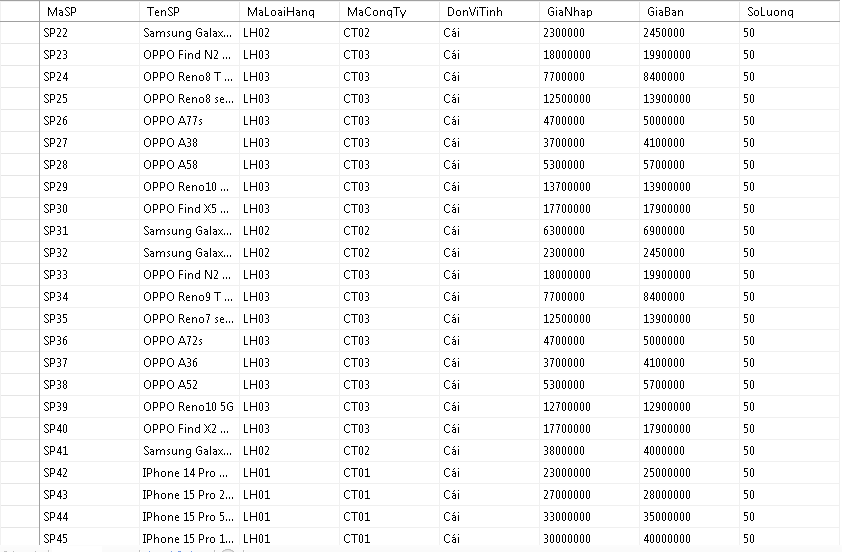 MaSP TenSP MaLoaiHang MaCongTy DonViTinh GiaNhap GiaBan SoLuong
SP22 Samsung Galax... LH02 CT02 Cái 2300000 2450000 50
SP23 OPPO Find N2 ... LH03 CT03 Cái 18000000 19900000 50
SP24 OPPO Reno8 T ... LH03 CT03 Cái 7700000 8400000 50
SP25 OPPO Reno8 se... LH03 CT03 Cái 12500000 13900000 50
SP26 OPPO A77s LH03 CT03 Cái 4700000 5000000 50
SP27 OPPO A38 LH03 CT03 Cái 3700000 4100000 50
SP28 OPPO A58 LH03 CT03 Cái 5300000 5700000 50
SP29 OPPO Reno10 ... LH03 CT03 Cái 13700000 13900000 50
SP30 OPPO Find X5 ... LH03 CT03 Cái 17700000 17900000 50
SP31 Samsung Galax... LH02 CT02 Cái 6300000 6900000 50
SP32 Samsung Galax... LH02 CT02 Cái 2300000 2450000 50
SP33 OPPO Find N2 ... LH03 CT03 Cái 18000000 19900000 50
SP34 OPPO Reno9 T ... LH03 CT03 Cái 7700000 8400000 50
SP35 OPPO Reno7 se... LH03 CT03 Cái 12500000 13900000 50
SP36 OPPO A72s LH03 CT03 Cái 4700000 5000000 50
SP37 OPPO A36 LH03 CT03 Cái 3700000 4100000 50
SP38 OPPO A52 LH03 CT03 Cái 5300000 5700000 50
SP39 OPPO Reno10 5G LH03 CT03 Cái 12700000 12900000 50
SP40 OPPO Find X2 ... LH03 CT03 Cái 17700000 17900000 50
SP41 Samsung Galax... LH02 CT02 Cái 3800000 4000000 50
SP42 IPhone 14 Pro ... LH01 CT01 Cái 23000000 25000000 50
SP43 IPhone 15 Pro 2... LH01 CT01 Cái 27000000 28000000 50
SP44 IPhone 15 Pro 5... LH01 CT01 Cái 33000000 35000000 50
SP45 IPhone 15 Pro 1... LH01 CT01 Cái 30000000 40000000 50